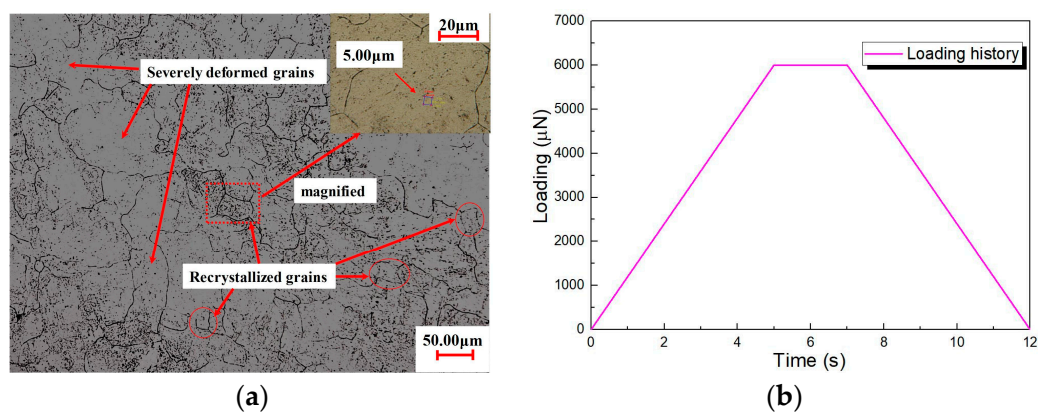 20μm
5.00μm
Severely deformed grains
magnified
Recrystallized grains
50.00μm
(a)
7000
6000
5000
4000
3000
2000
1000
0
Loading (μN)
Loading history
0 2 4 6 8 10 12
Time (s)
(b)